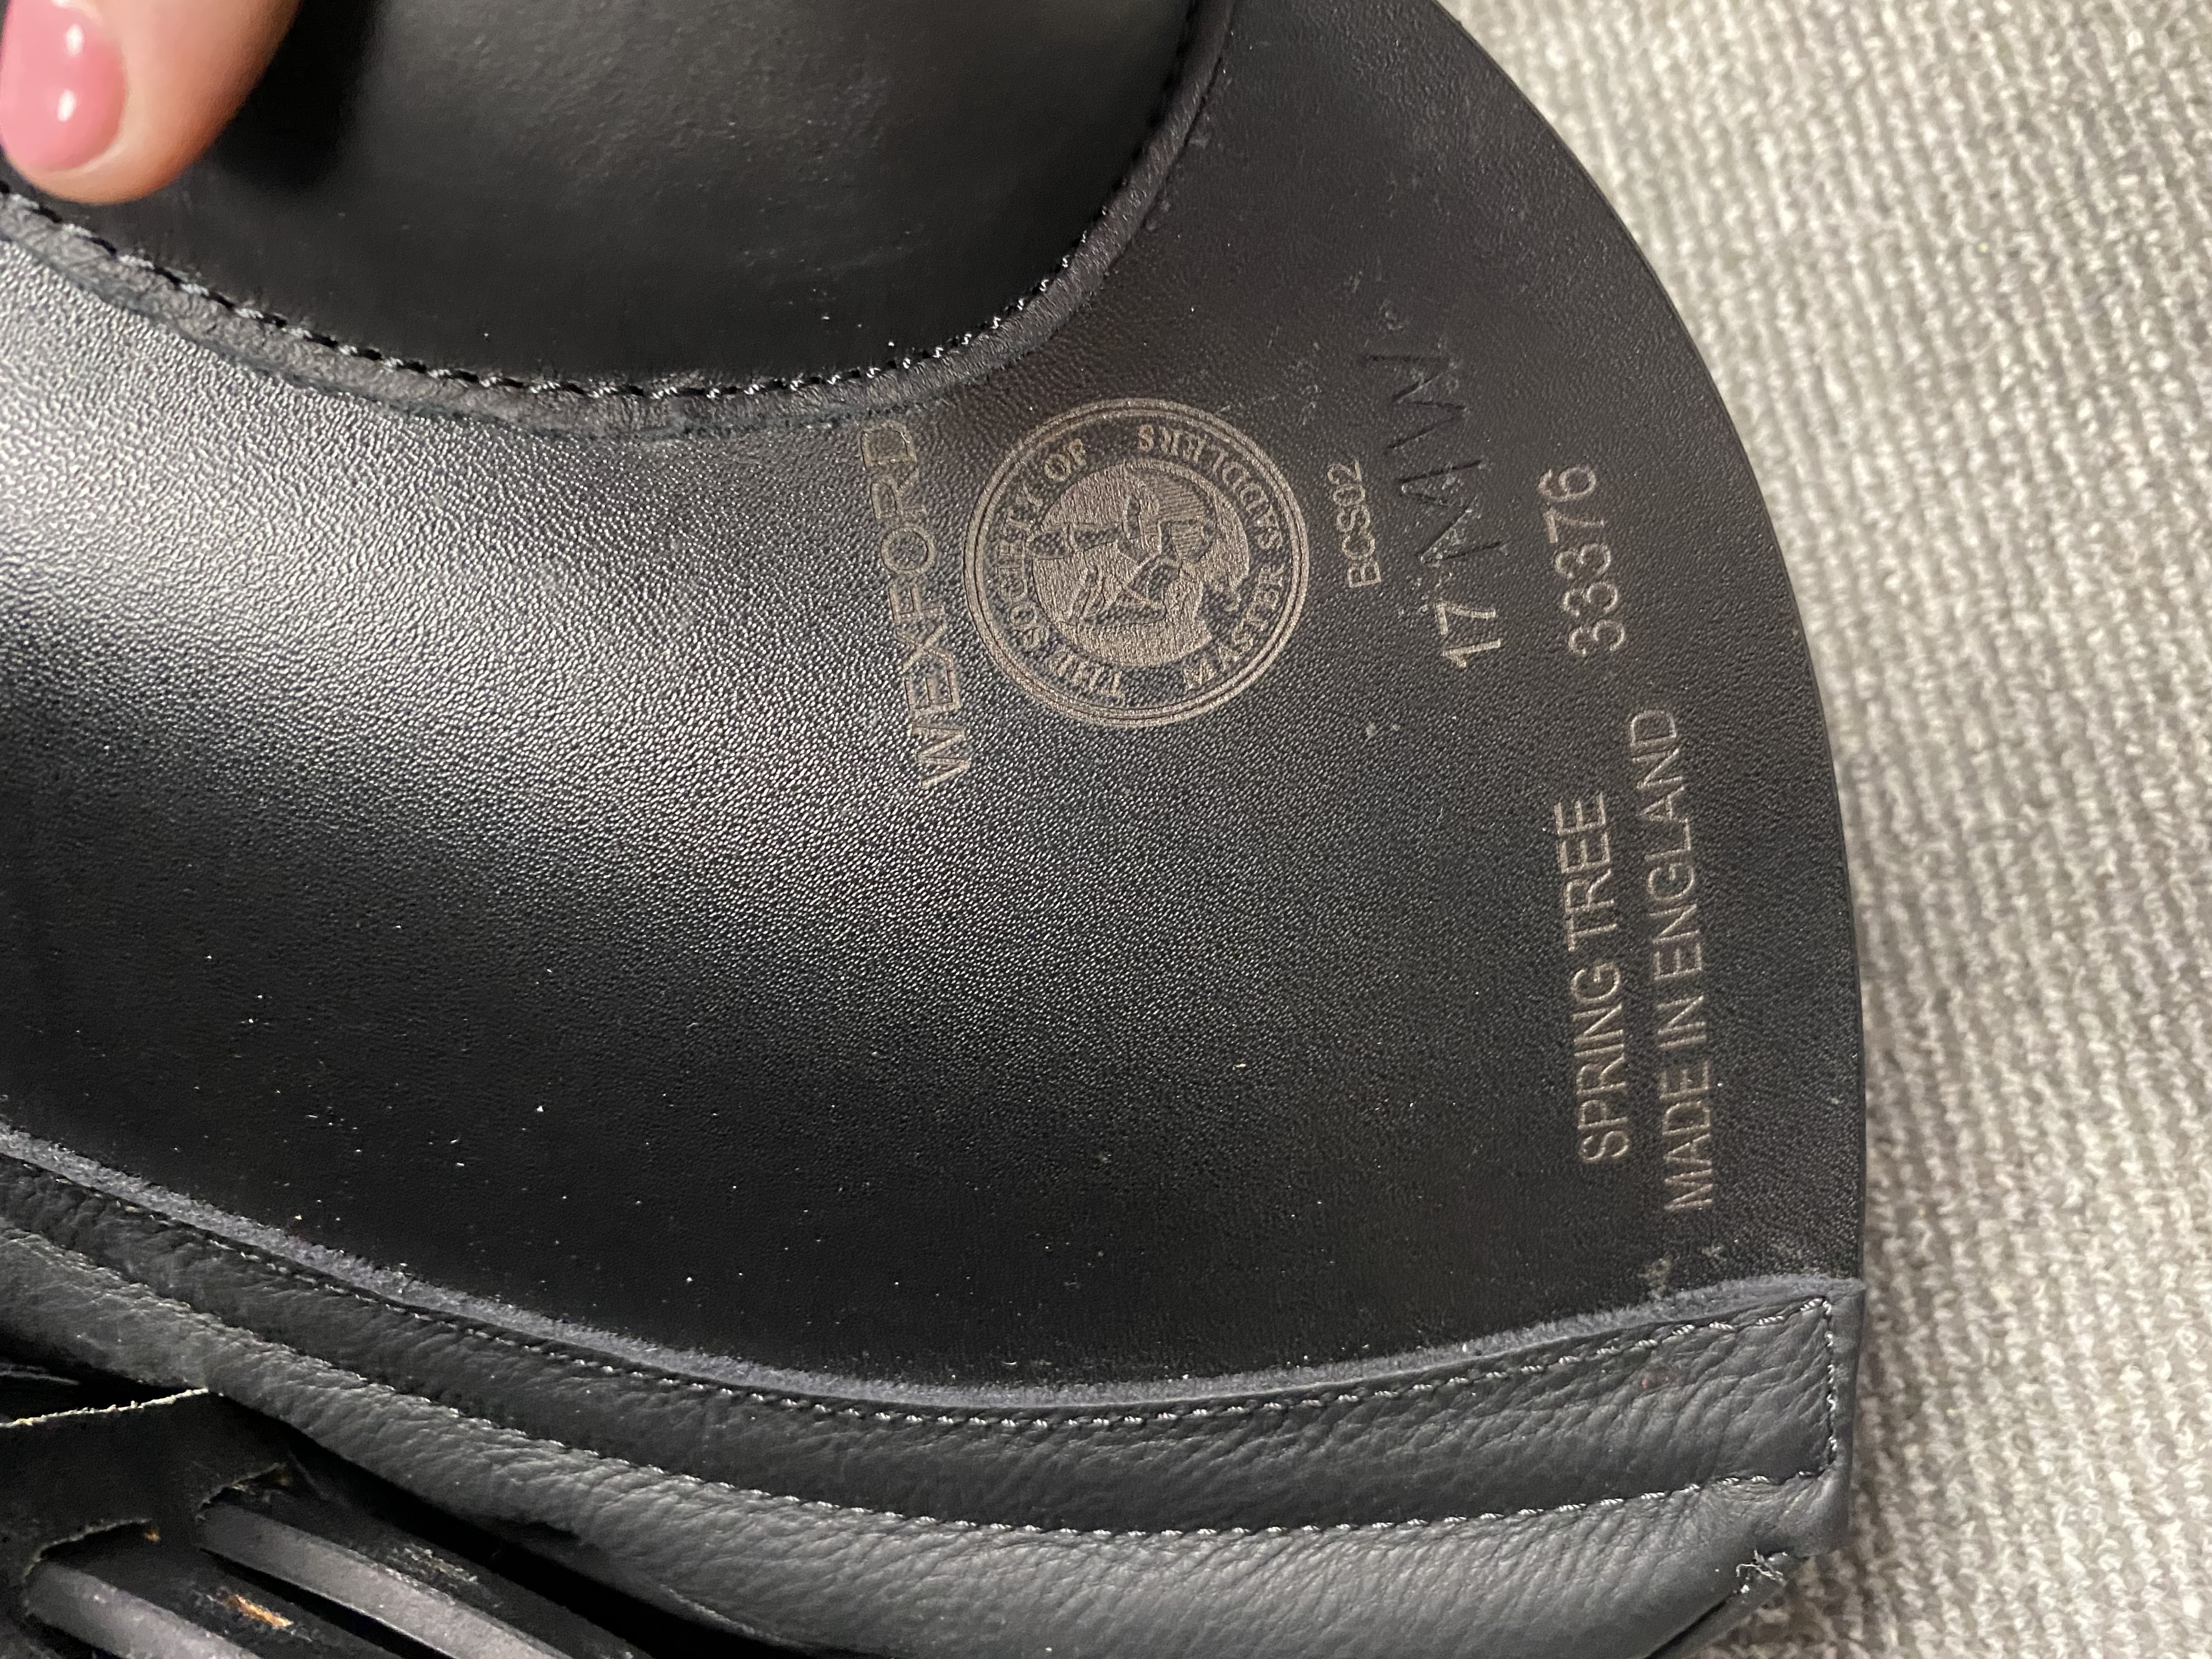 WEXFORD
THE SOCIETY OF
MASTER SADDLERS
BCS02
17 MW
SPRING TREE 33376
MADE IN ENGLAND